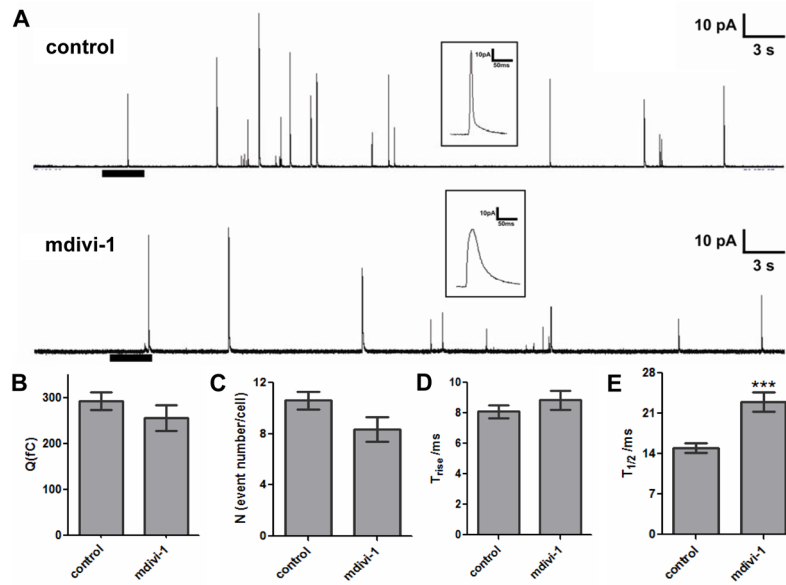 A
control
10pA
50ms
10 pA
3 s
mdivi-1
10pA
50ms
10 pA
3 s
B
Q(fC)
300
200
100
0
control
mdivi-1
C
N (event number/cell)
12
8
4
0
control
mdivi-1
D
Trise /ms
10
8
6
4
2
0
control
mdivi-1
E
T1/2 /ms
28
21
14
7
0
***
control
mdivi-1